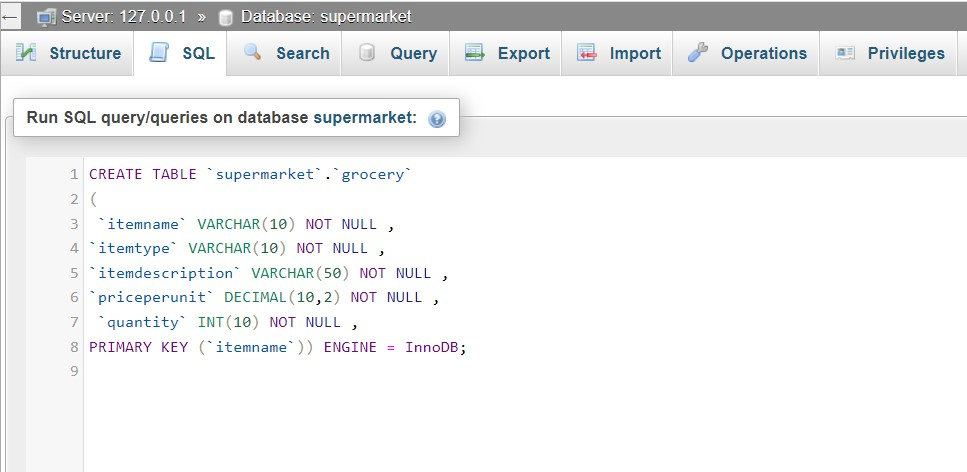 ← Server: 127.0.0.1 » Database: supermarket
Structure SQL Search Query Export Import Operations Privileges
Run SQL query/queries on database supermarket:
1 CREATE TABLE `supermarket`.`grocery`
2 (
3  `itemname` VARCHAR(10) NOT NULL ,
4 `itemtype` VARCHAR(10) NOT NULL ,
5 `itemdescription` VARCHAR(50) NOT NULL ,
6 `priceperunit` DECIMAL(10,2) NOT NULL ,
7  `quantity` INT(10) NOT NULL ,
8 PRIMARY KEY (`itemname`)) ENGINE = InnoDB;
9